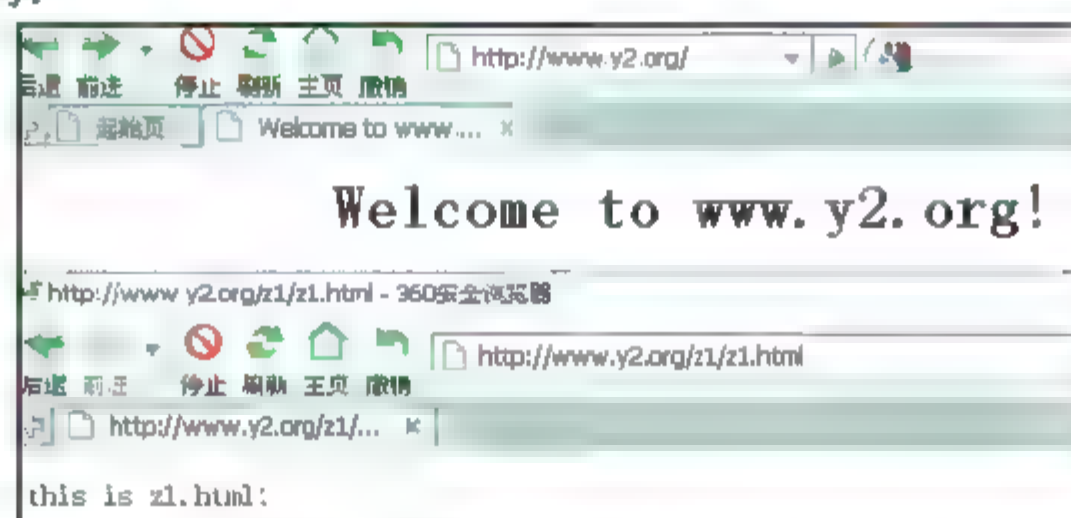 http://www.y2.org/
后退 前进 停止 刷新 主页 撤销
起始页 Welcome to www.... ×
Welcome to www.y2.org!
http://www y2.org/z1/z1.html - 360安全浏览器
http://www.y2.org/z1/z1.html
后退 前进 停止 刷新 主页 撤销
http://www.y2.org/z1/... ×
this is z1.html!